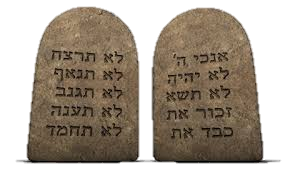 אנכי ה'
לא יהיה
לא תשא
זכור את
כבד את
לא תרצח
לא תנאף
לא תגנב
לא תענה
לא תחמד